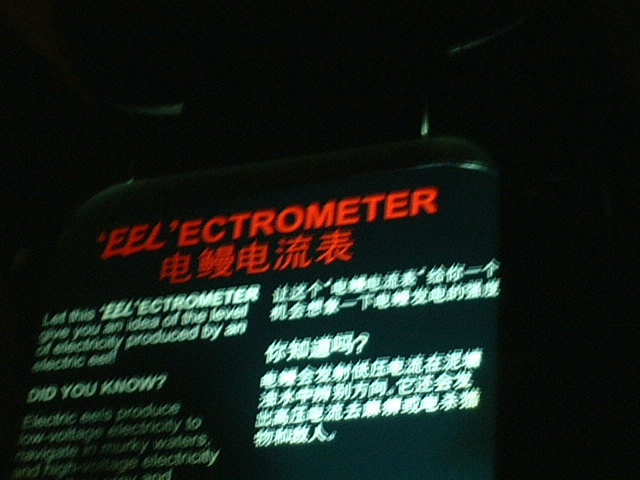 'EEL'ECTROMETER
电鳗电流表
Let this 'EEL'ECTROMETER
give you an idea of the level
of electricity produced by an
electric eel!
DID YOU KNOW?
Electric eels produce
low-voltage electricity to
navigate in murky waters,
and high-voltage electricity
and
让这个“电鳗电流表”给你一个
机会想象一下电鳗发电的强度
你知道吗?
电鳗会发射低压电流在泥塘
浊水中辨别方向。它还会发
出高压电流去麻痹或电杀猎
物和敌人。